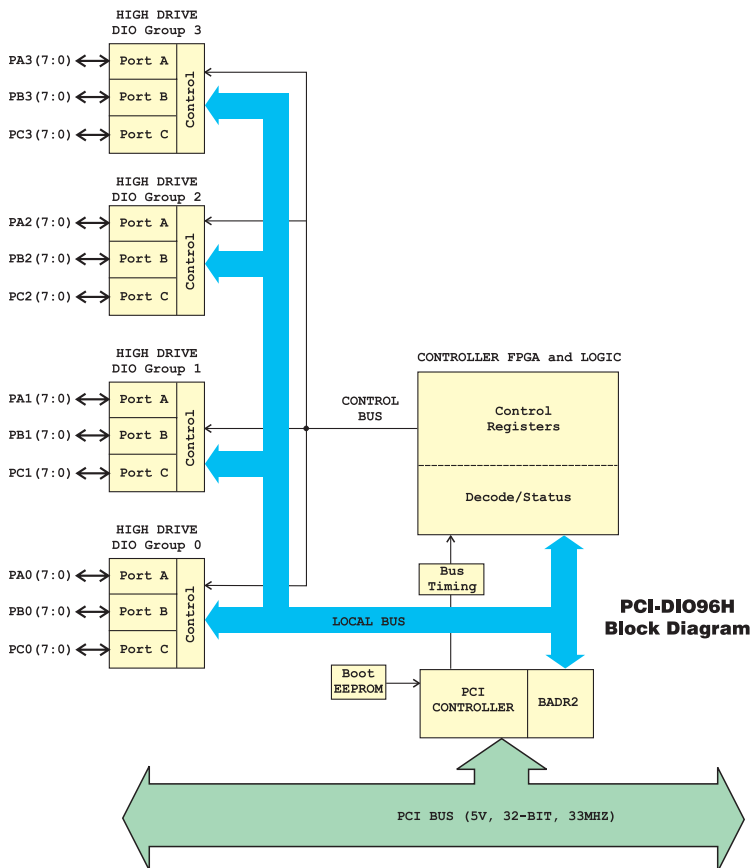 HIGH DRIVE
DIO Group 3
PA3(7:0)
Port A
PB3(7:0)
Port B
PC3(7:0)
Port C
Control
HIGH DRIVE
DIO Group 2
PA2(7:0)
Port A
PB2(7:0)
Port B
PC2(7:0)
Port C
Control
HIGH DRIVE
DIO Group 1
PA1(7:0)
Port A
PB1(7:0)
Port B
PC1(7:0)
Port C
Control
HIGH DRIVE
DIO Group 0
PA0(7:0)
Port A
PB0(7:0)
Port B
PC0(7:0)
Port C
Control
CONTROL
BUS
CONTROLLER FPGA and LOGIC
Control
Registers
Decode/Status
Bus
Timing
LOCAL BUS
PCI-DIO96H
Block Diagram
Boot
EEPROM
PCI
CONTROLLER
BADR2
PCI BUS (5V, 32-BIT, 33MHZ)